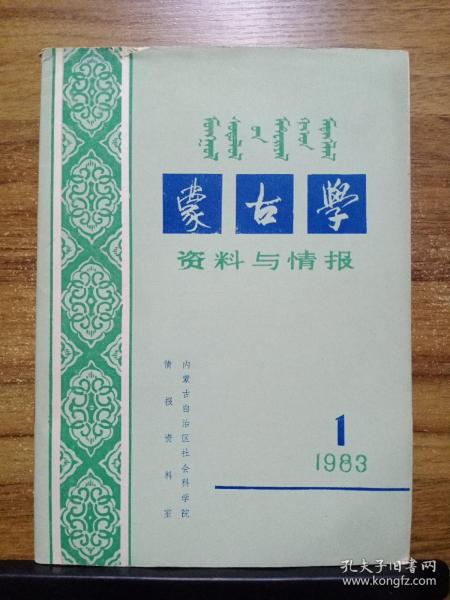 蒙古学
资料与情报
内蒙古自治区社会科学院
情报资料室
1
1983
孔夫子旧书网
www.kongfz.com